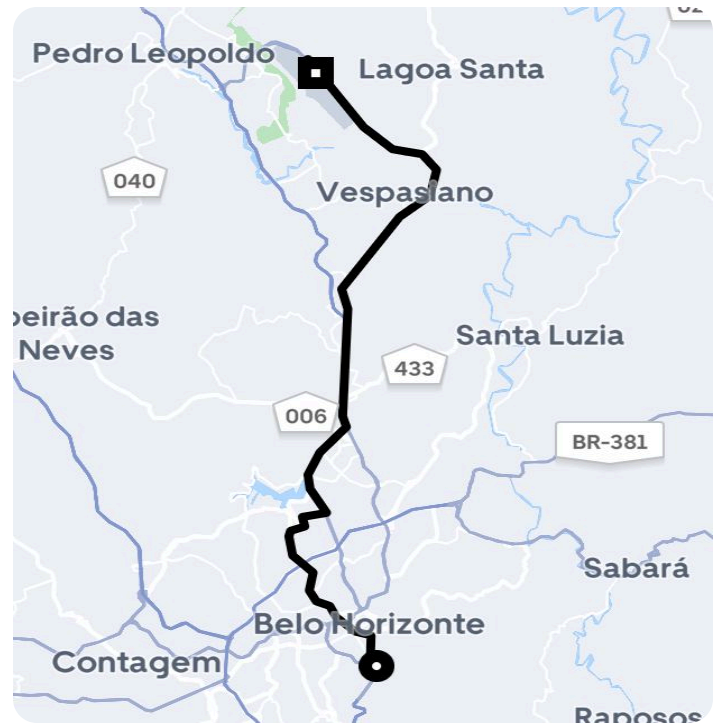 Pedro Leopoldo
Lagoa Santa
040
Vespasiano
beirão das
Neves
Santa Luzia
433
006
BR-381
Sabará
Belo Horizonte
Contagem
Raposos